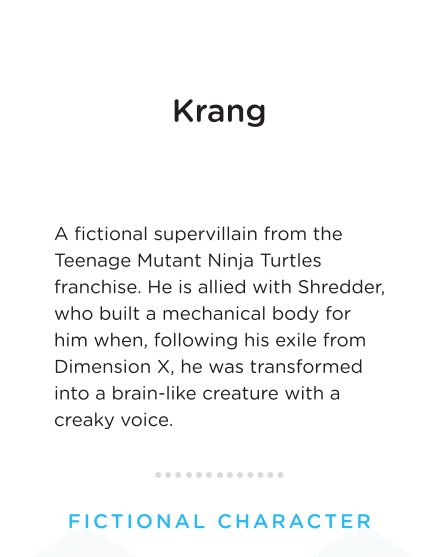 Krang
A fictional supervillain from the
Teenage Mutant Ninja Turtles
franchise. He is allied with Shredder,
who built a mechanical body for
him when, following his exile from
Dimension X, he was transformed
into a brain-like creature with a
creaky voice.
FICTIONAL CHARACTER